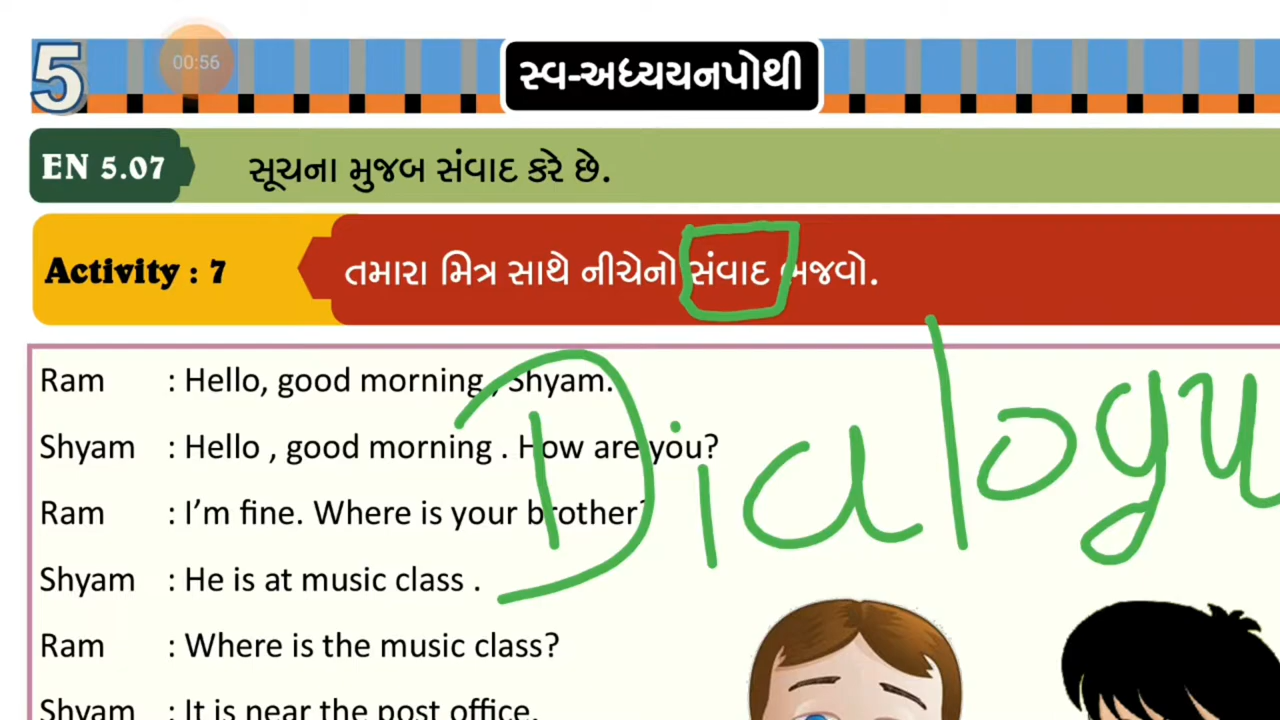 5
00:56
સ્વ-અધ્યયનપોથી
EN 5.07
સૂચના મુજબ સંવાદ કરે છે.
Activity : 7
તમારા મિત્ર સાથે નીચેનો સંવાદ ભજવો.
Ram : Hello, good morning , Shyam.
Shyam : Hello , good morning . How are you?
Ram : I'm fine. Where is your brother?
Shyam : He is at music class .
Ram : Where is the music class?
Shyam : It is near the post office.
Dialogu